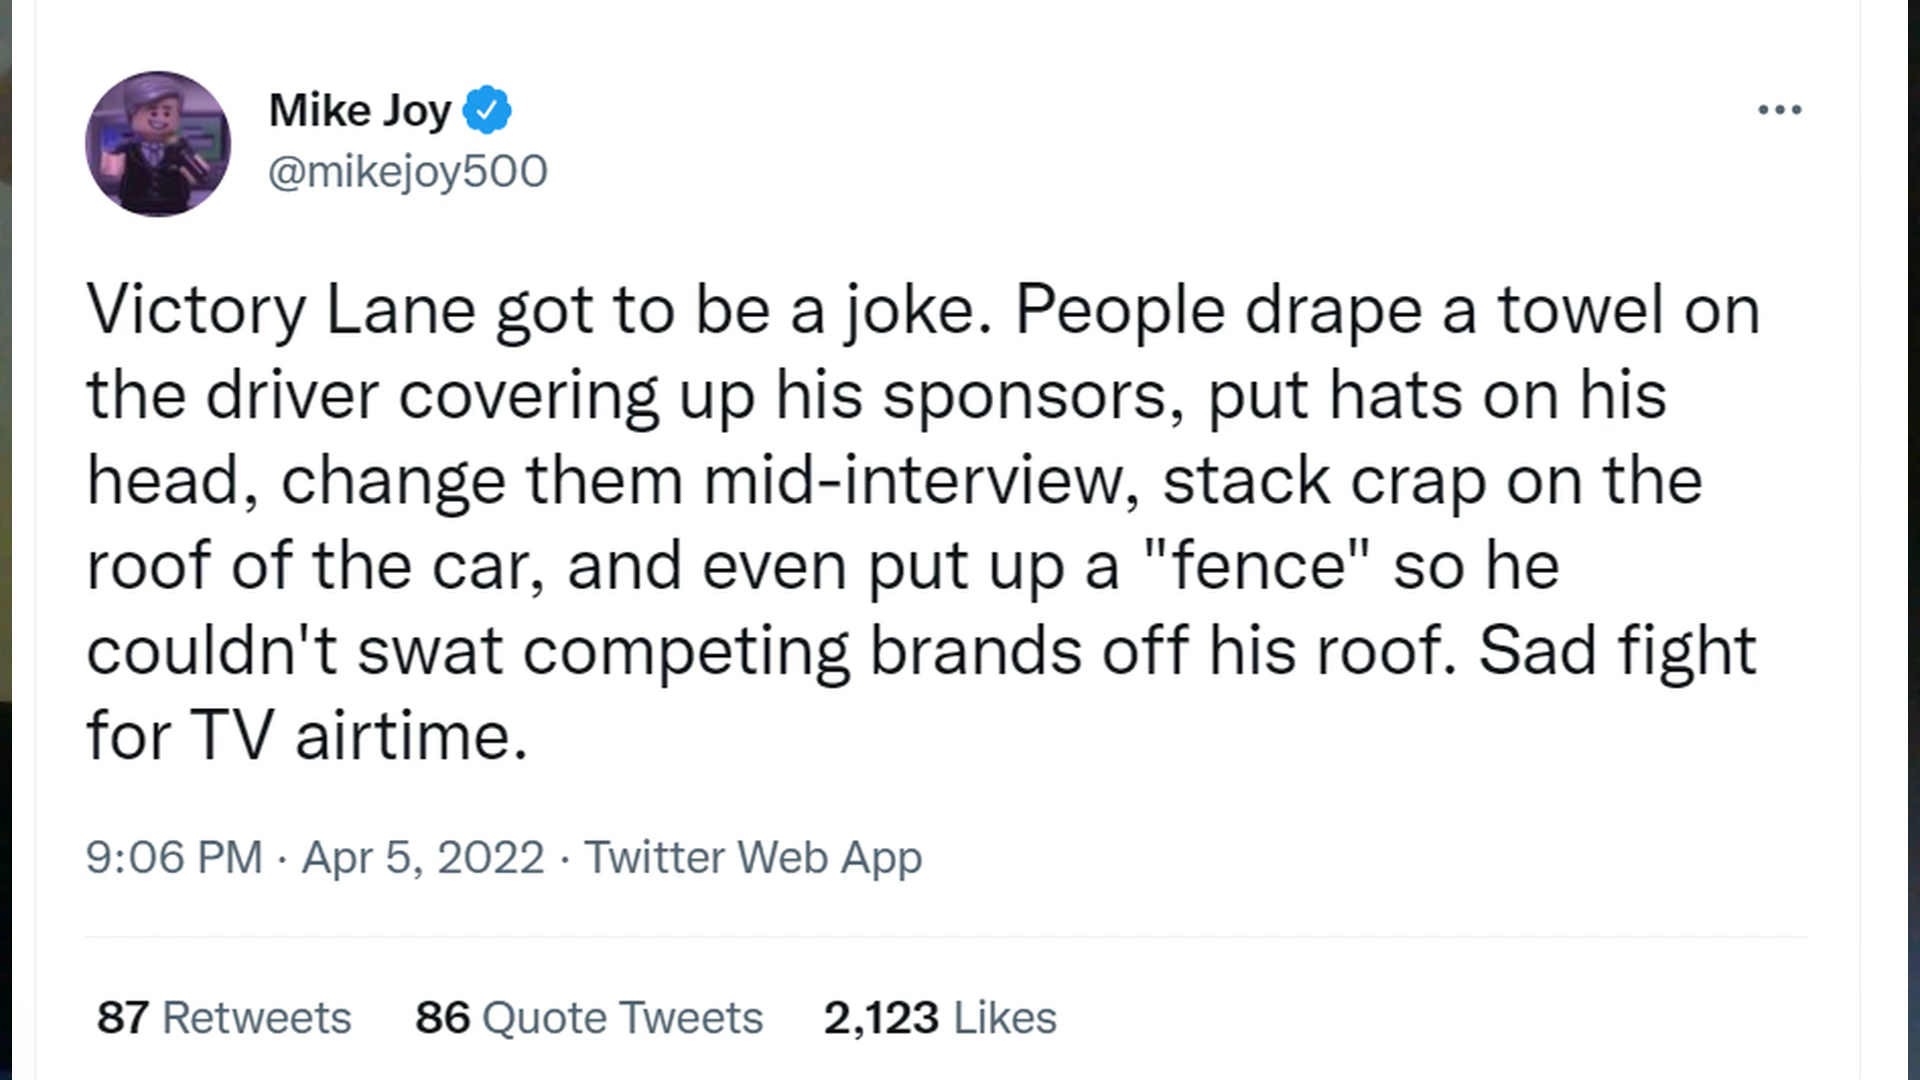 Mike Joy
@mikejoy500
Victory Lane got to be a joke. People drape a towel on
the driver covering up his sponsors, put hats on his
head, change them mid-interview, stack crap on the
roof of the car, and even put up a "fence" so he
couldn't swat competing brands off his roof. Sad fight
for TV airtime.
9:06 PM · Apr 5, 2022 · Twitter Web App
87 Retweets 86 Quote Tweets 2,123 Likes